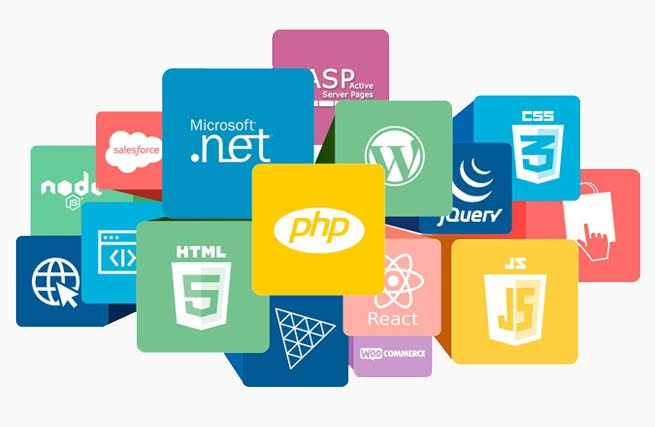 ASP Active
Server Pages
Microsoft®
.net
CSS
3
salesforce
W
node
JS
jQuery
php
HTML
5
JS
JS
React
WOO COMMERCE